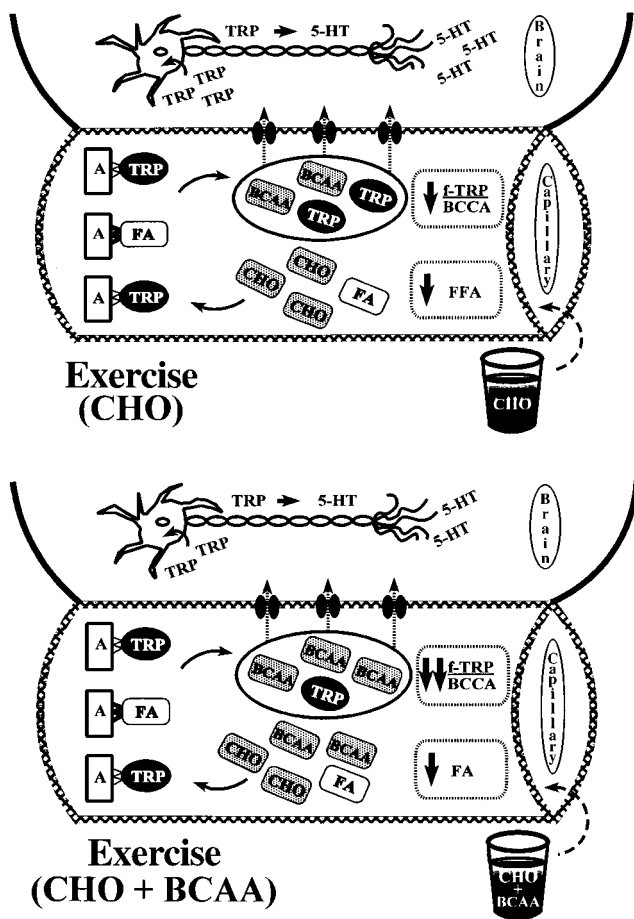 TRP → 5-HT
5-HT
5-HT
5-HT
TRP
TRP
TRP
Brain
A TRP
A FA
A TRP
BCAA
BCAA
TRP
TRP
f-TRP
BCCA
Capillary
CHO
CHO
CHO
FA
FFA
Exercise
(CHO)
CHO
TRP → 5-HT
5-HT
5-HT
TRP
TRP
Brain
A TRP
A FA
A TRP
BCAA
BCAA
BCAA
TRP
f-TRP
BCCA
Capillary
BCAA
BCAA
CHO
CHO
FA
FA
Exercise
(CHO + BCAA)
CHO
+
BCAA